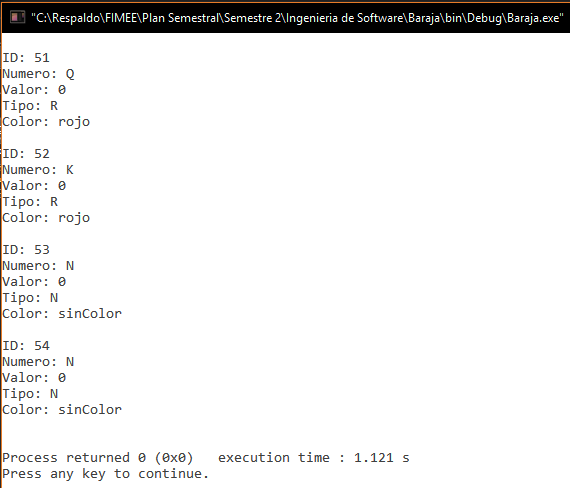 "C:\Respaldo\FIMEE\Plan Semestral\Semestre 2\Ingenieria de Software\Baraja\bin\Debug\Baraja.exe"
ID: 51
Numero: Q
Valor: 0
Tipo: R
Color: rojo
ID: 52
Numero: K
Valor: 0
Tipo: R
Color: rojo
ID: 53
Numero: N
Valor: 0
Tipo: N
Color: sinColor
ID: 54
Numero: N
Valor: 0
Tipo: N
Color: sinColor
Process returned 0 (0x0)   execution time : 1.121 s
Press any key to continue.